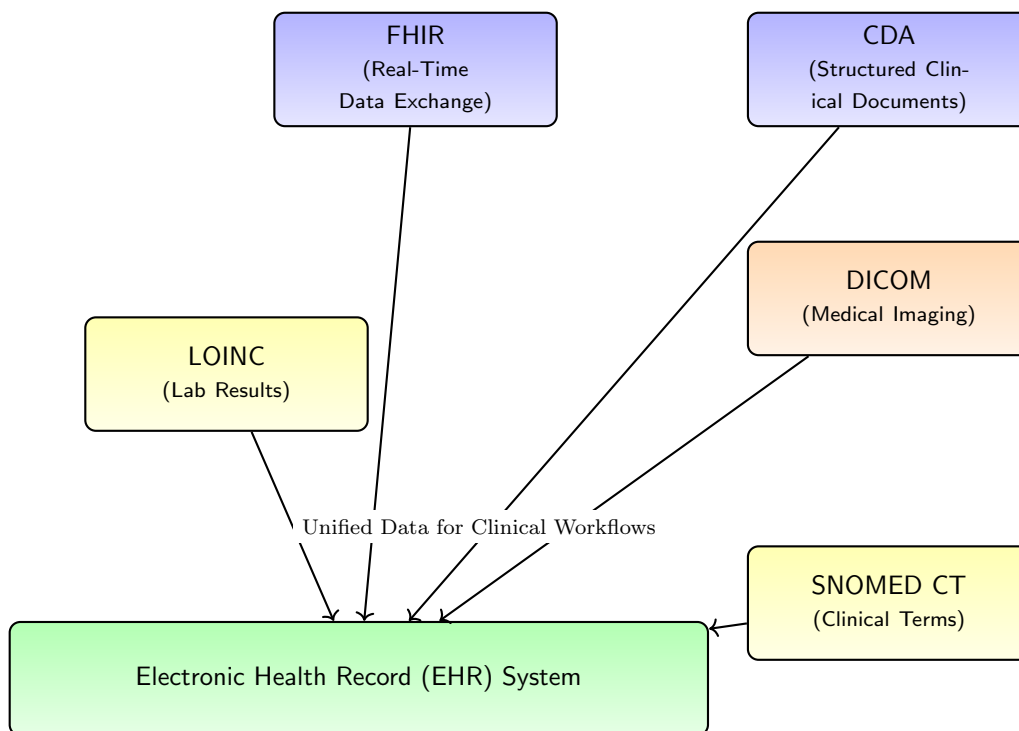 FHIR
(Real-Time
Data Exchange)
CDA
(Structured Clin-
ical Documents)
DICOM
(Medical Imaging)
LOINC
(Lab Results)
Unified Data for Clinical Workflows
SNOMED CT
(Clinical Terms)
Electronic Health Record (EHR) System